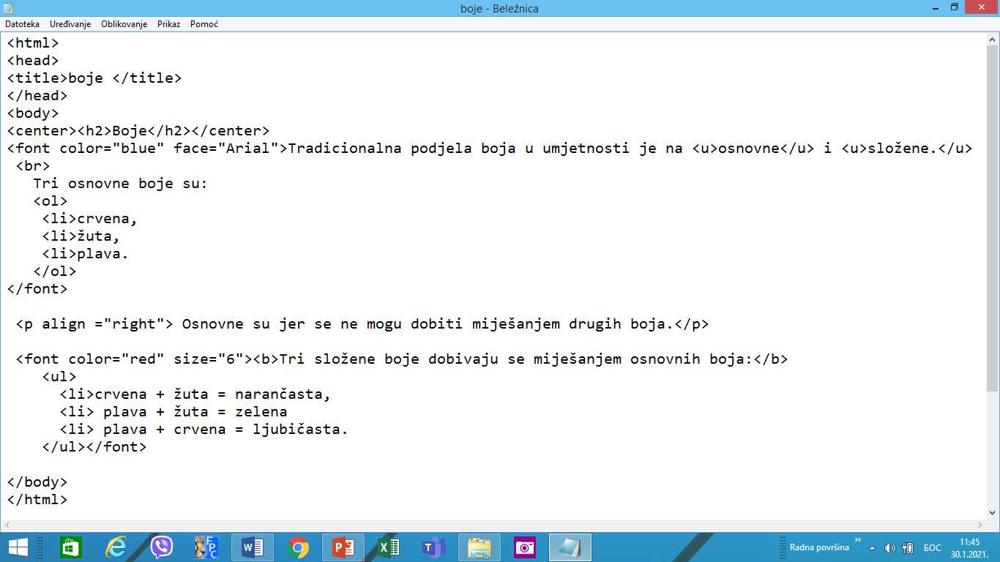 boje - Beležnica
Datoteka Uređivanje Oblikovanje Prikaz Pomoć
<html>
<head>
<title>boje </title>
</head>
<body>
<center><h2>Boje</h2></center>
<font color="blue" face="Arial">Tradicionalna podjela boja u umjetnosti je na <u>osnovne</u> i <u>složene.</u>
<br>
Tri osnovne boje su:
<ol>
<li>crvena,
<li>žuta,
<li>plava.
</ol>
</font>
<p align ="right"> Osnovne su jer se ne mogu dobiti miješanjem drugih boja.</p>
<font color="red" size="6"><b>Tri složene boje dobivaju se miješanjem osnovnih boja:</b>
<ul>
<li>crvena + žuta = narančasta,
<li> plava + žuta = zelena
<li> plava + crvena = ljubičasta.
</ul></font>
</body>
</html>
FPC
Radna površina
БОС
11:45
30.1.2021.